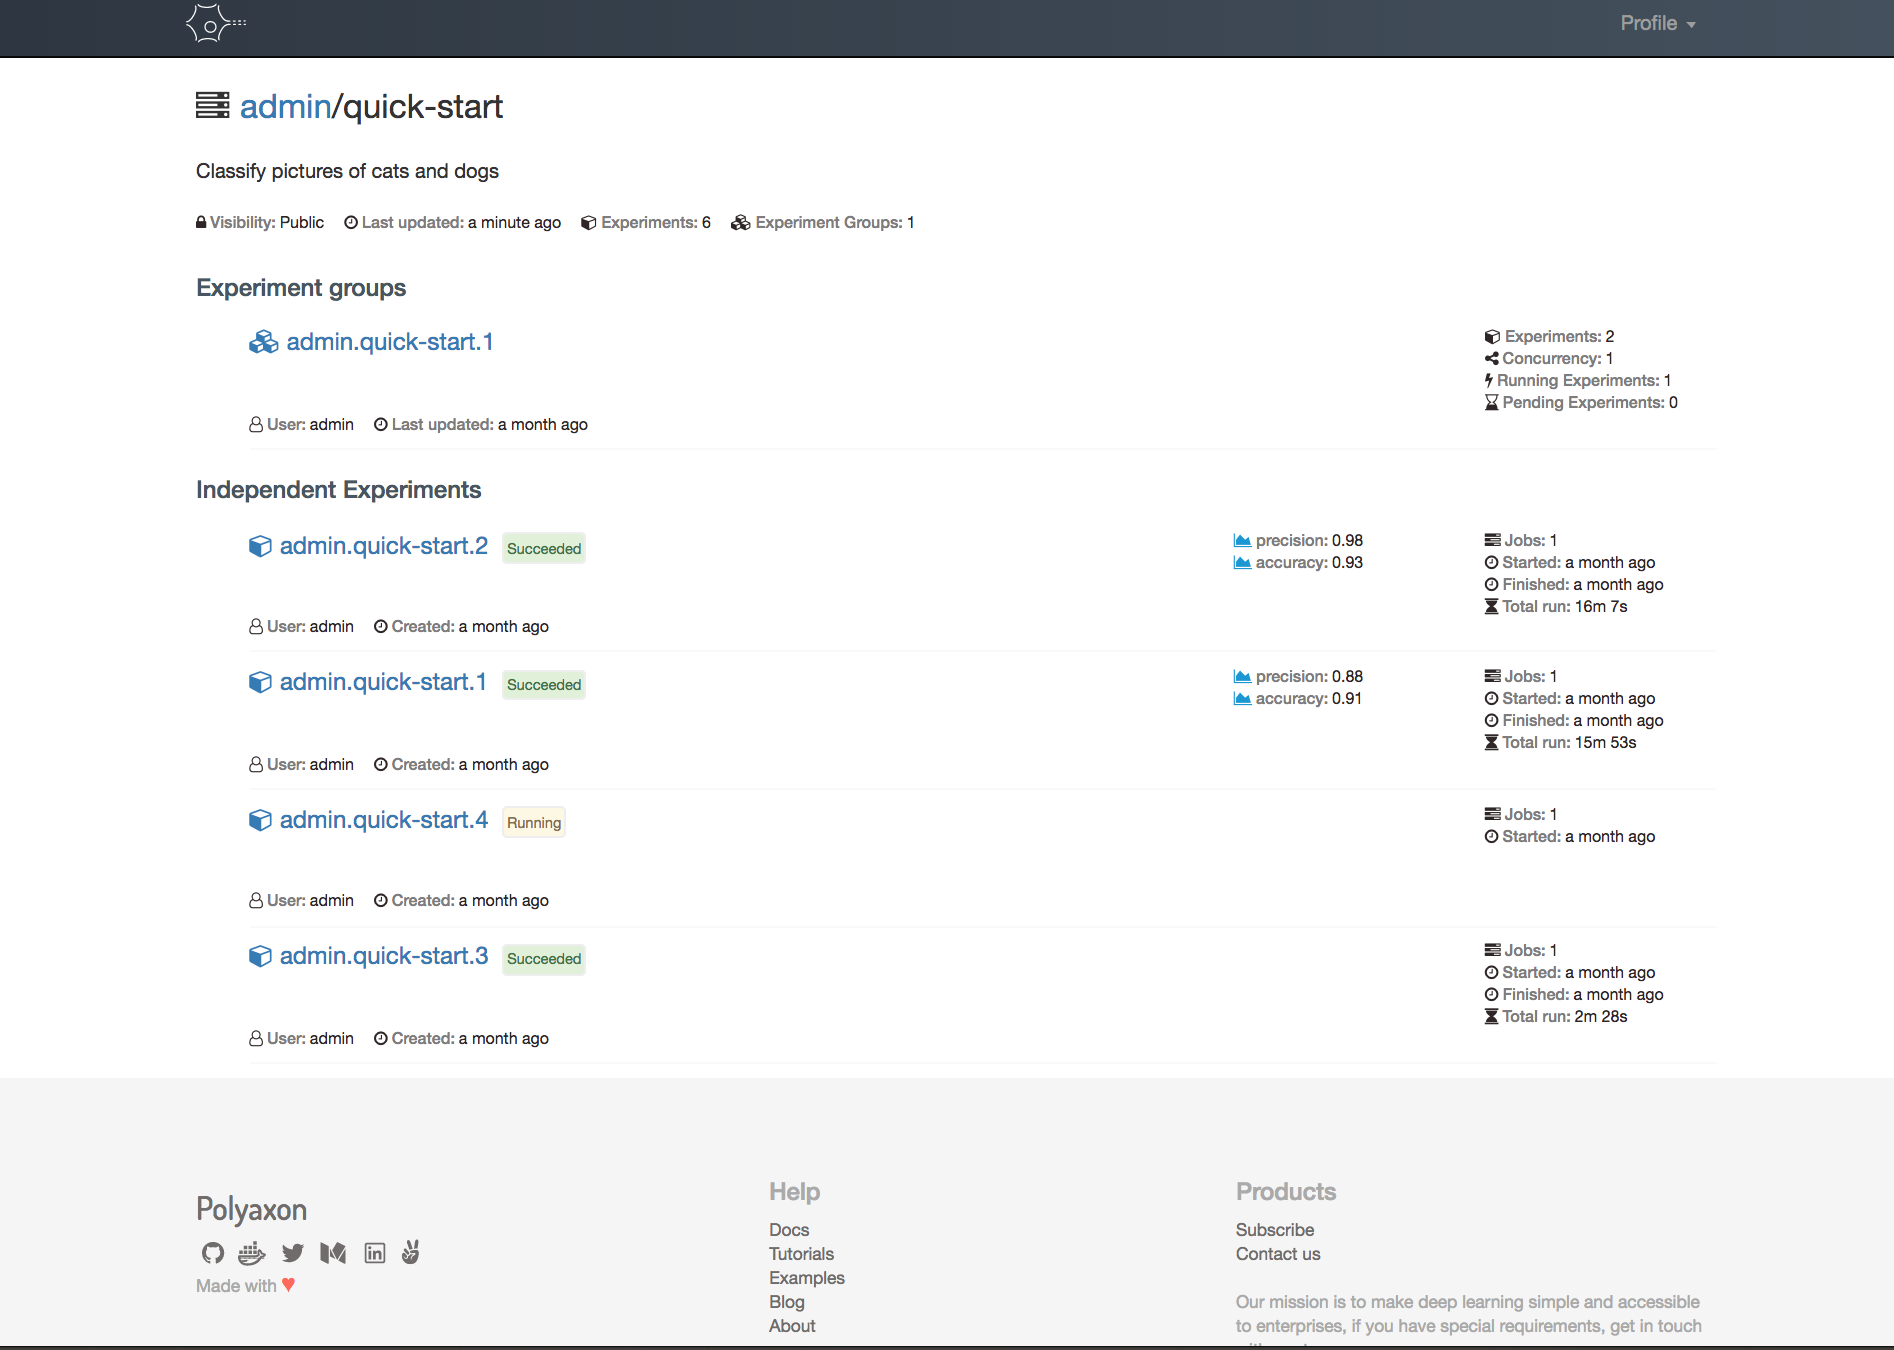 Profile
admin/quick-start
Classify pictures of cats and dogs
Visibility: Public Last updated: a minute ago Experiments: 6 Experiment Groups: 1
Experiment groups
admin.quick-start.1
Experiments: 2
Concurrency: 1
Running Experiments: 1
Pending Experiments: 0
User: admin Last updated: a month ago
Independent Experiments
admin.quick-start.2 Succeeded
precision: 0.98
accuracy: 0.93
Jobs: 1
Started: a month ago
Finished: a month ago
Total run: 16m 7s
User: admin Created: a month ago
admin.quick-start.1 Succeeded
precision: 0.88
accuracy: 0.91
Jobs: 1
Started: a month ago
Finished: a month ago
Total run: 15m 53s
User: admin Created: a month ago
admin.quick-start.4 Running
Jobs: 1
Started: a month ago
User: admin Created: a month ago
admin.quick-start.3 Succeeded
Jobs: 1
Started: a month ago
Finished: a month ago
Total run: 2m 28s
User: admin Created: a month ago
Polyaxon
Made with
Help
Docs
Tutorials
Examples
Blog
About
Products
Subscribe
Contact us
Our mission is to make deep learning simple and accessible
to enterprises, if you have special requirements, get in touch